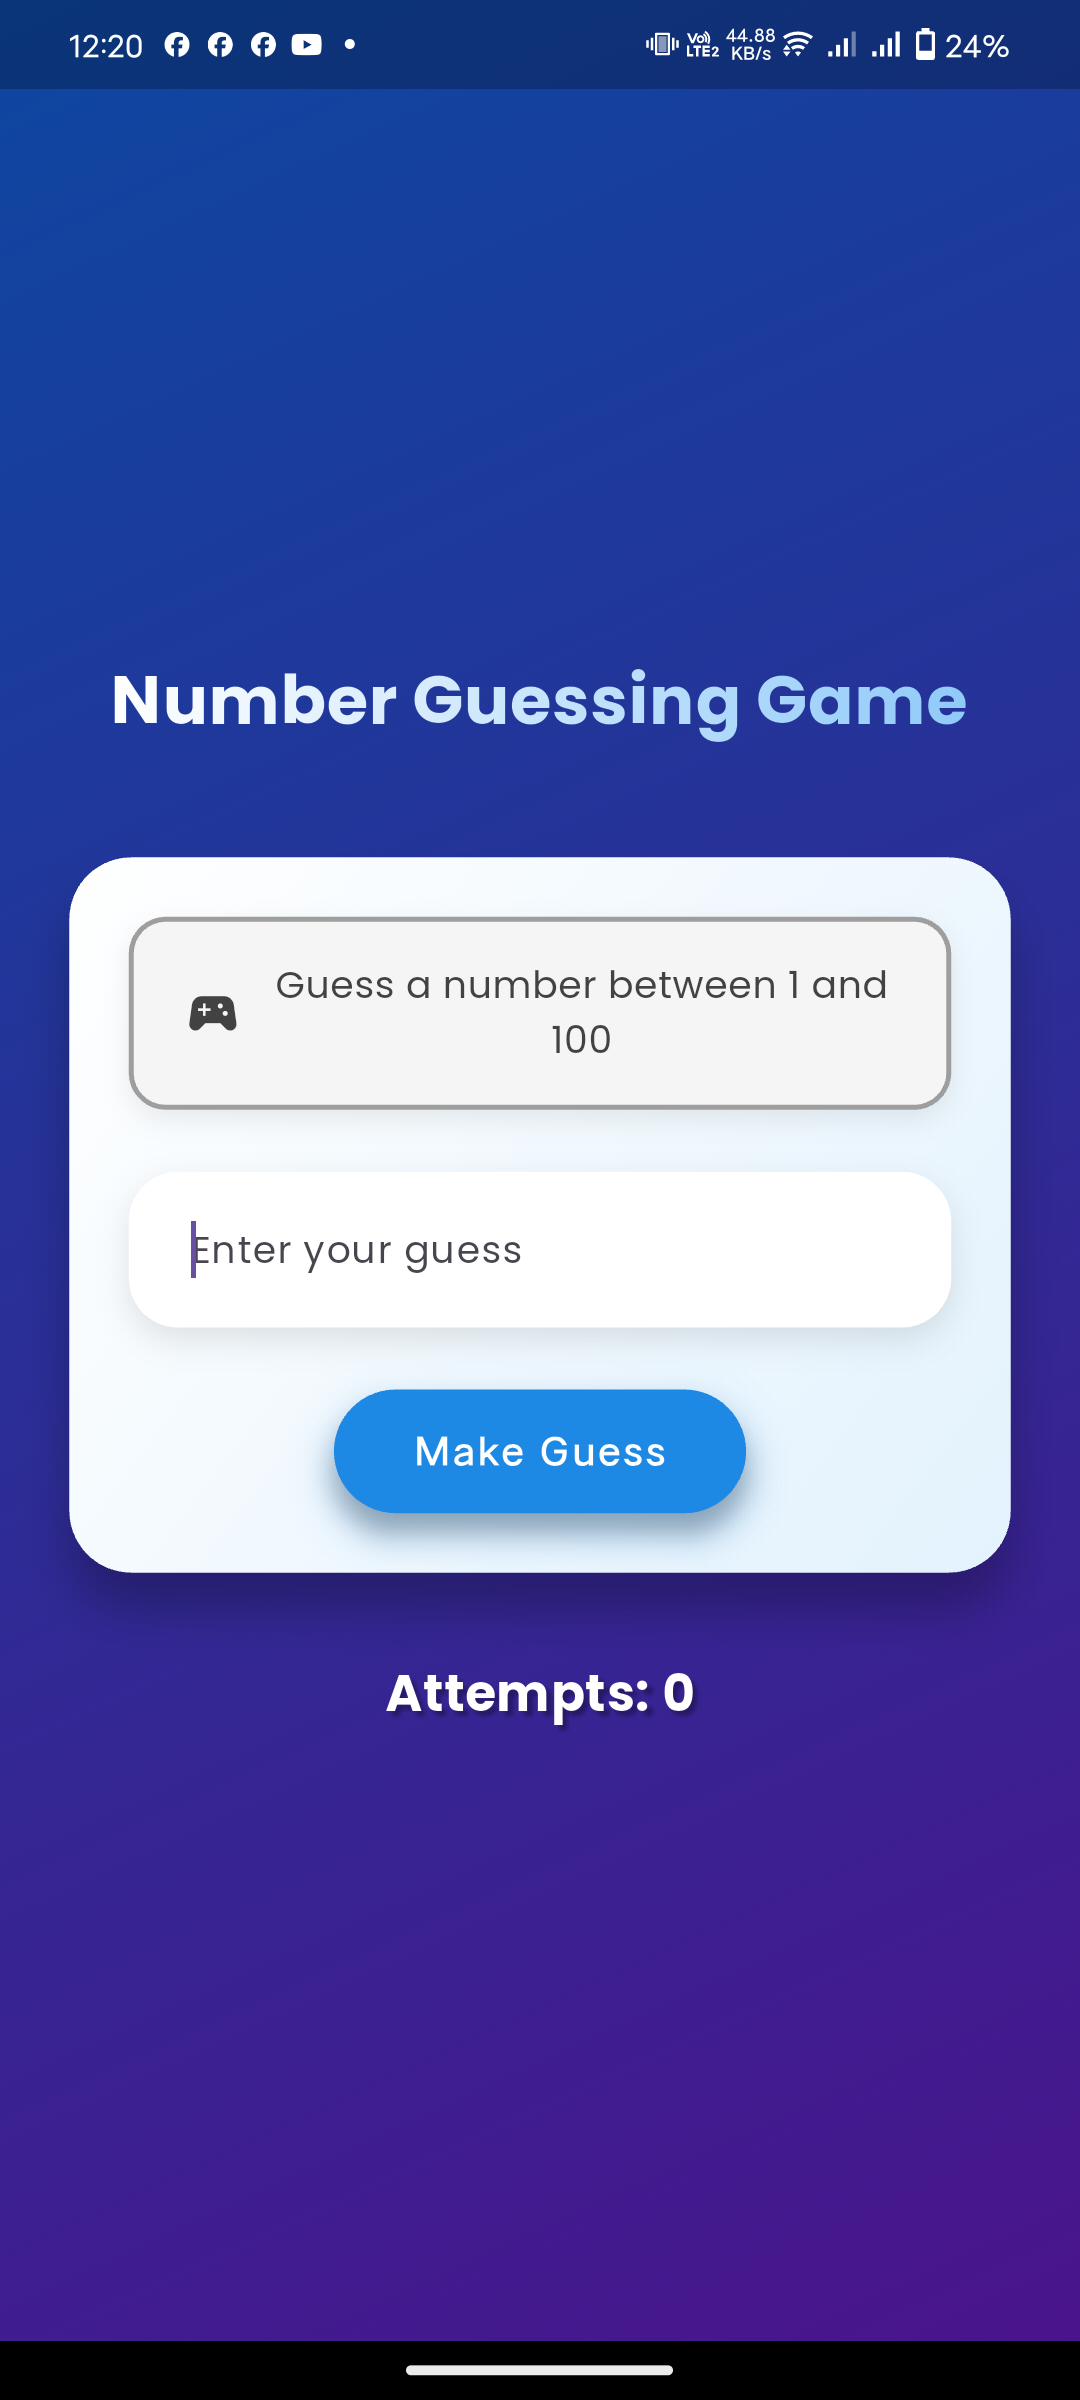 12:20
Vo) LTE2 44.88 KB/s 24%
Number Guessing Game
Guess a number between 1 and
100
Enter your guess
Make Guess
Attempts: 0